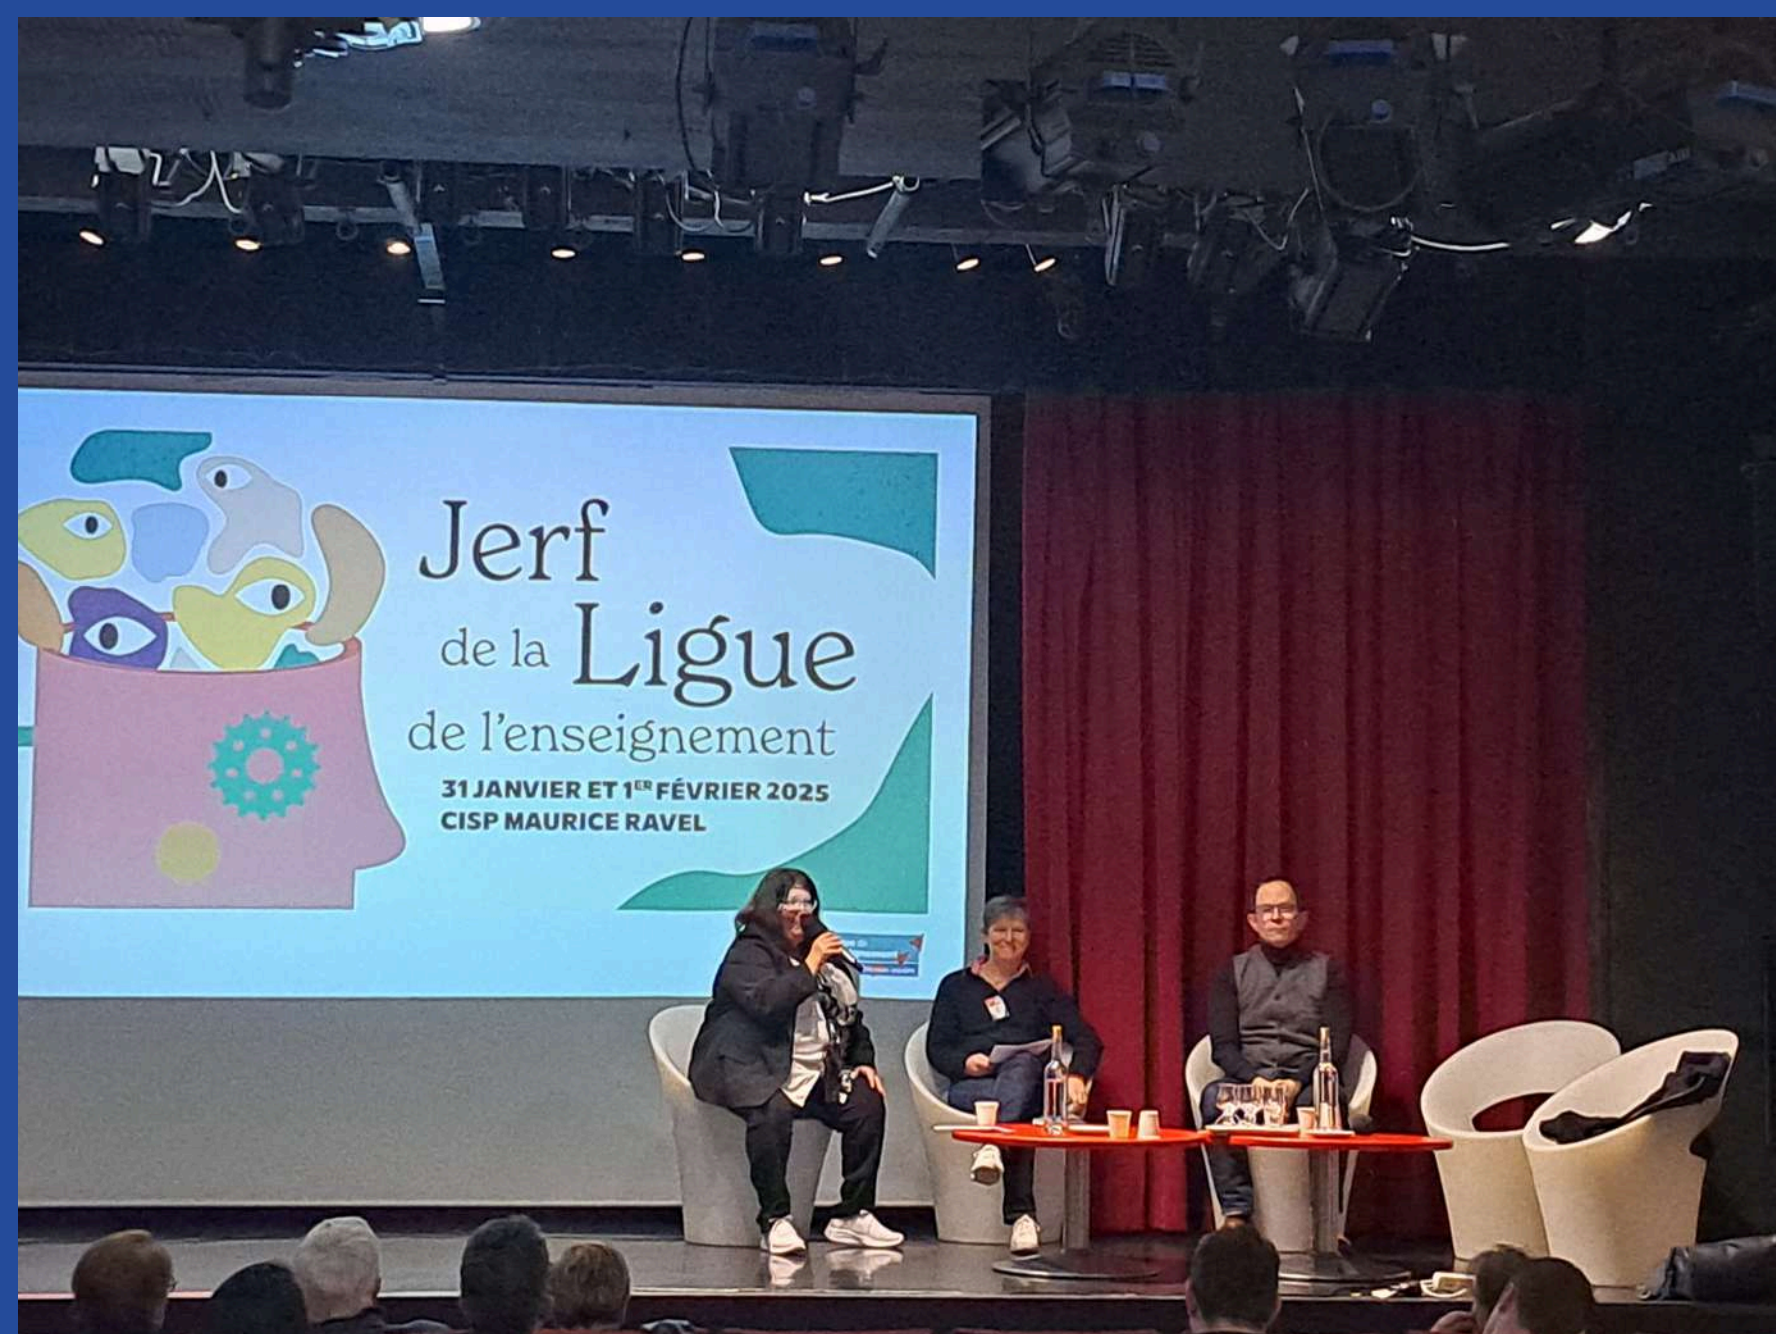 Jerf
de la Ligue
de l'enseignement
31 JANVIER ET 1ER FÉVRIER 2025
CISP MAURICE RAVEL